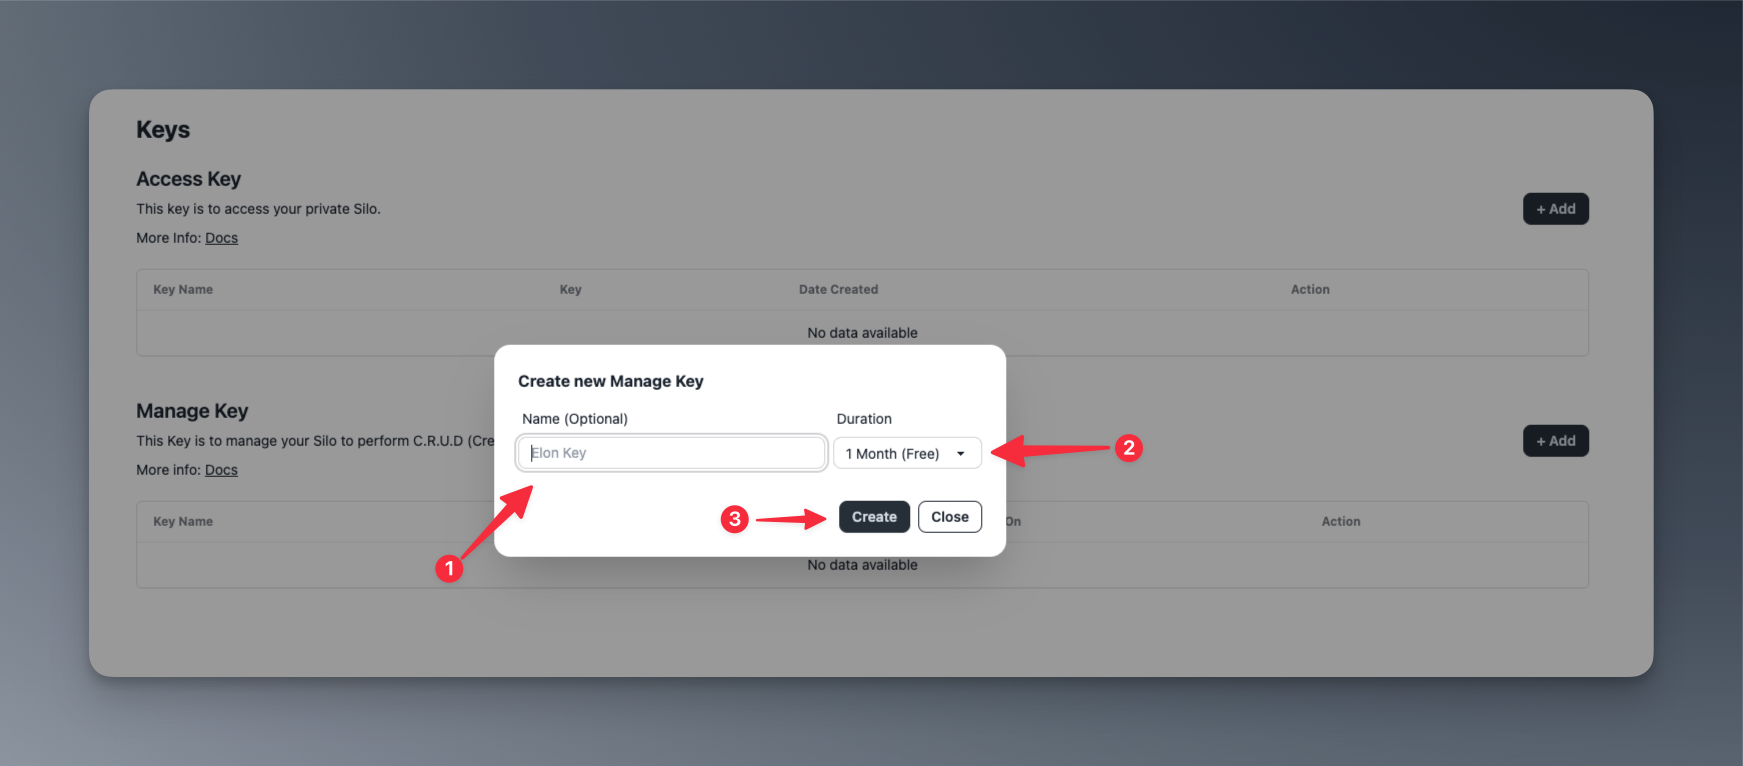 Keys
Access Key
This key is to access your private Silo.
+ Add
More Info: Docs
Key Name Key Date Created Action
No data available
Create new Manage Key
Name (Optional) Duration
Elon Key 1 Month (Free) 2
3 Create Close
1
Manage Key
This Key is to manage your Silo to perform C.R.U.D (Cre
+ Add
More info: Docs
Key Name On Action
No data available